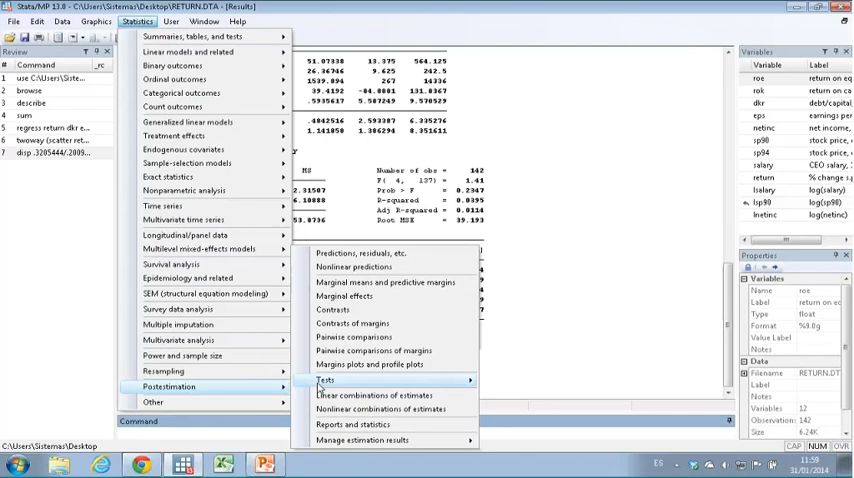 Stata/MP 13.0 - C:\Users\Sistemas\Desktop\RETURN.DTA - [Results]
File Edit Data Graphics Statistics User Window Help
Review
# Command _rc
1 use C:\Users\Siste...
2 browse
3 describe
4 sum
5 regress return dkr e...
6 twoway (scatter ret...
7 disp .3205444/.2009...
Summaries, tables, and tests
Linear models and related
Binary outcomes
Ordinal outcomes
Categorical outcomes
Count outcomes
Generalized linear models
Treatment effects
Endogenous covariates
Sample-selection models
Exact statistics
Nonparametric analysis
Time series
Multivariate time series
Longitudinal/panel data
Multilevel mixed-effects models
Survival analysis
Epidemiology and related
SEM (structural equation modeling)
Survey data analysis
Multiple imputation
Multivariate analysis
Power and sample size
Resampling
Postestimation
Other
51.07338 13.375 564.125
26.36746 9.625 242.5
1539.894 267 14336
39.4192 -84.8801 131.0367
.5935617 5.587249 9.570529
.4842516 2.593387 6.335276
1.141858 1.386294 8.351611
r
MS Number of obs = 142
F( 4, 137) = 1.41
2.31507 Prob > F = 0.2347
6.10888 R-squared = 0.0395
Adj R-squared = 0.0114
53.8736 Root MSE = 39.193
Predictions, residuals, etc.
Nonlinear predictions
Marginal means and predictive margins
Marginal effects
Contrasts
Contrasts of margins
Pairwise comparisons
Pairwise comparisons of margins
Margins plots and profile plots
Tests
Linear combinations of estimates
Nonlinear combinations of estimates
Reports and statistics
Manage estimation results
Command
Variables
Variable Label
roe return on eq
rok return on ca
dkr debt/capital,
eps earnings per
netinc net income,
sp90 stock price,
sp94 stock price,
salary CEO salary, 1
return % change s.
lsalary log(salary)
lsp90 log(sp90)
lnetinc log(netinc)
Properties
Variables
Name roe
Label return on eq
Type float
Format %9.0g
Value Label
Notes
Data
Filename RETURN.DTA
Label
Notes
Variables 12
Observation: 142
Size 6.24K
C:\Users\Sistemas\Desktop
CAP NUM OVR
ES
11:59
31/01/2014